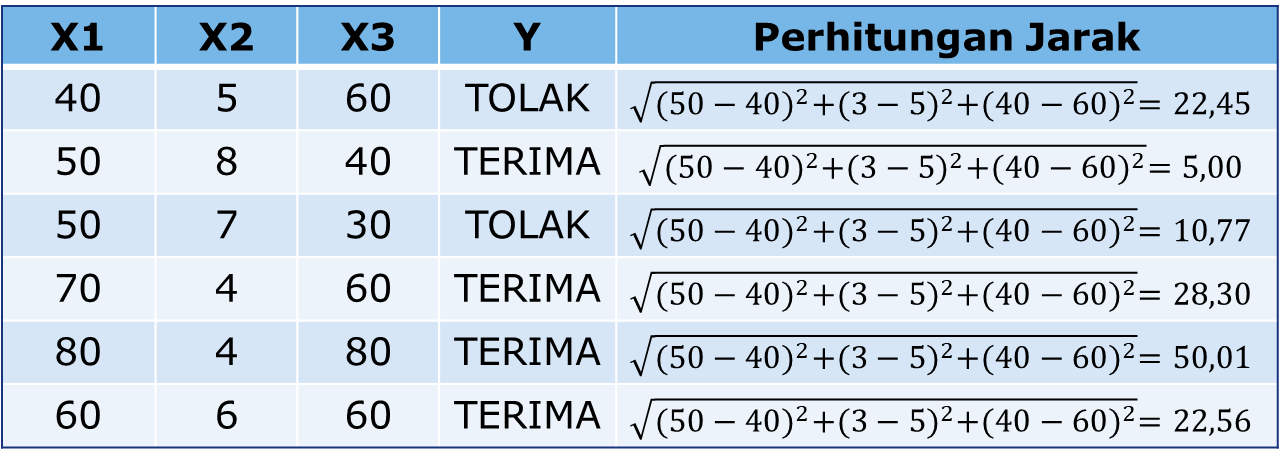 X1 X2 X3 Y Perhitungan Jarak
40 5 60 TOLAK √(50 − 40)²+(3 − 5)²+(40 − 60)²= 22,45
50 8 40 TERIMA √(50 − 40)²+(3 − 5)²+(40 − 60)²= 5,00
50 7 30 TOLAK √(50 − 40)²+(3 − 5)²+(40 − 60)²= 10,77
70 4 60 TERIMA √(50 − 40)²+(3 − 5)²+(40 − 60)²= 28,30
80 4 80 TERIMA √(50 − 40)²+(3 − 5)²+(40 − 60)²= 50,01
60 6 60 TERIMA √(50 − 40)²+(3 − 5)²+(40 − 60)²= 22,56